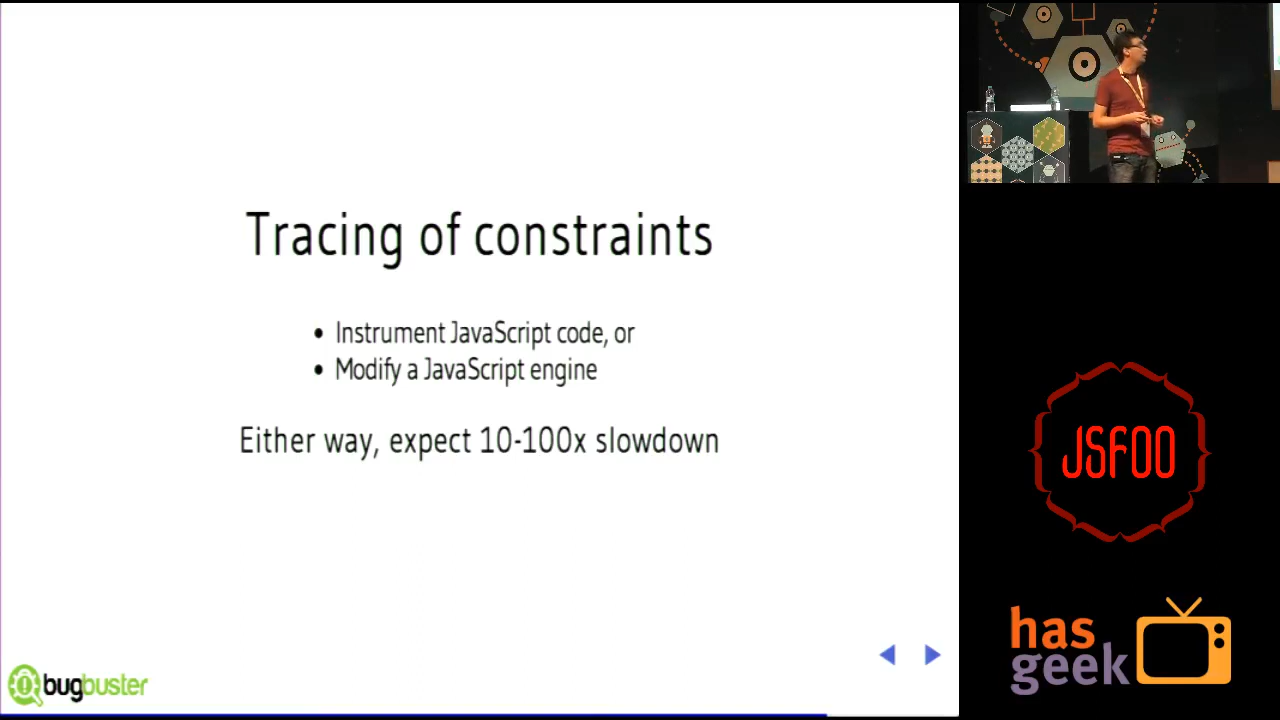 Tracing of constraints
• Instrument JavaScript code, or
• Modify a JavaScript engine
Either way, expect 10-100x slowdown
bugbuster
JSFOO
has
geek